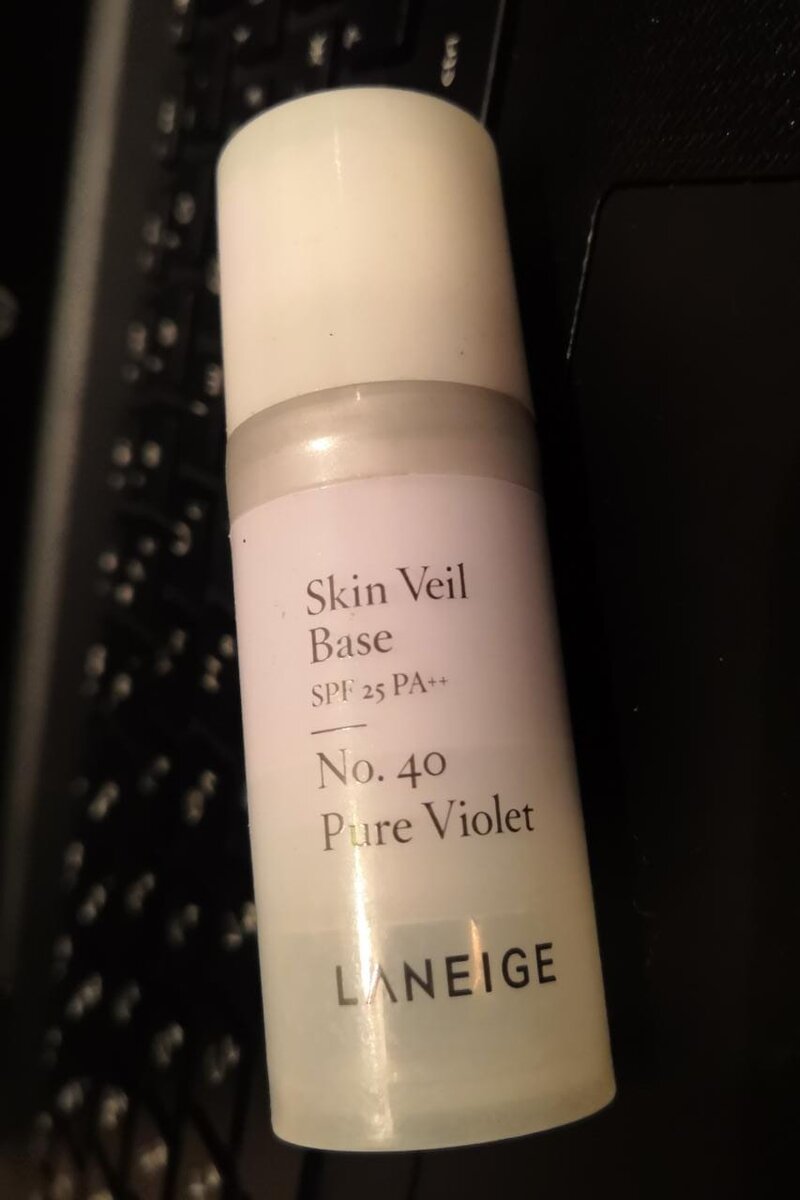 Skin Veil
Base
SPF 25 PA++
No. 40
Pure Violet
LANEIGE